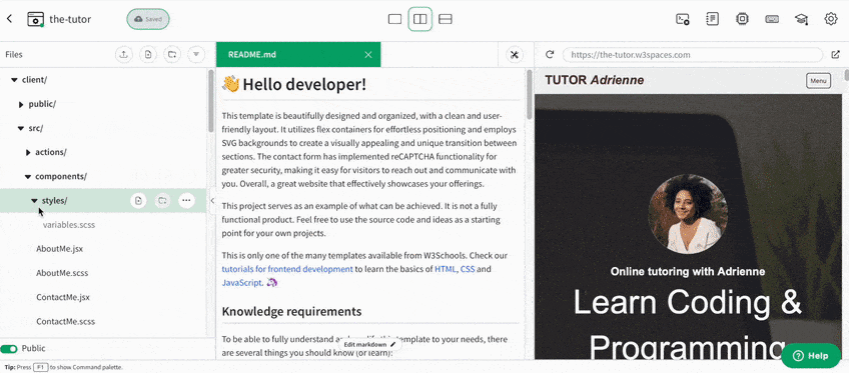 the-tutor
Saved
Files
client/
public/
src/
actions/
components/
styles/
variables.scss
AboutMe.jsx
AboutMe.scss
ContactMe.jsx
ContactMe.scss
Public
Tip: Press F1 to show Command palette.
README.md
👋 Hello developer!
This template is beautifully designed and organized, with a clean and user-
friendly layout. It utilizes flex containers for effortless positioning and employs
SVG backgrounds to create a visually appealing and unique transition between
sections. The contact form has implemented reCAPTCHA functionality for
greater security, making it easy for visitors to reach out and communicate with
you. Overall, a great website that effectively showcases your offerings.
This project serves as an example of what can be achieved. It is not a fully
functional product. Feel free to use the source code and ideas as a starting
point for your own projects.
This is only one of the many templates available from W3Schools. Check our
tutorials for frontend development to learn the basics of HTML, CSS and
JavaScript. 🦄
Knowledge requirements
To be able to fully understand this template to your needs, there
are several things you should know (or learn):
Edit markdown
https://the-tutor.w3spaces.com
TUTOR Adrienne
Menu
Online tutoring with Adrienne
Learn Coding &
Programming
Help